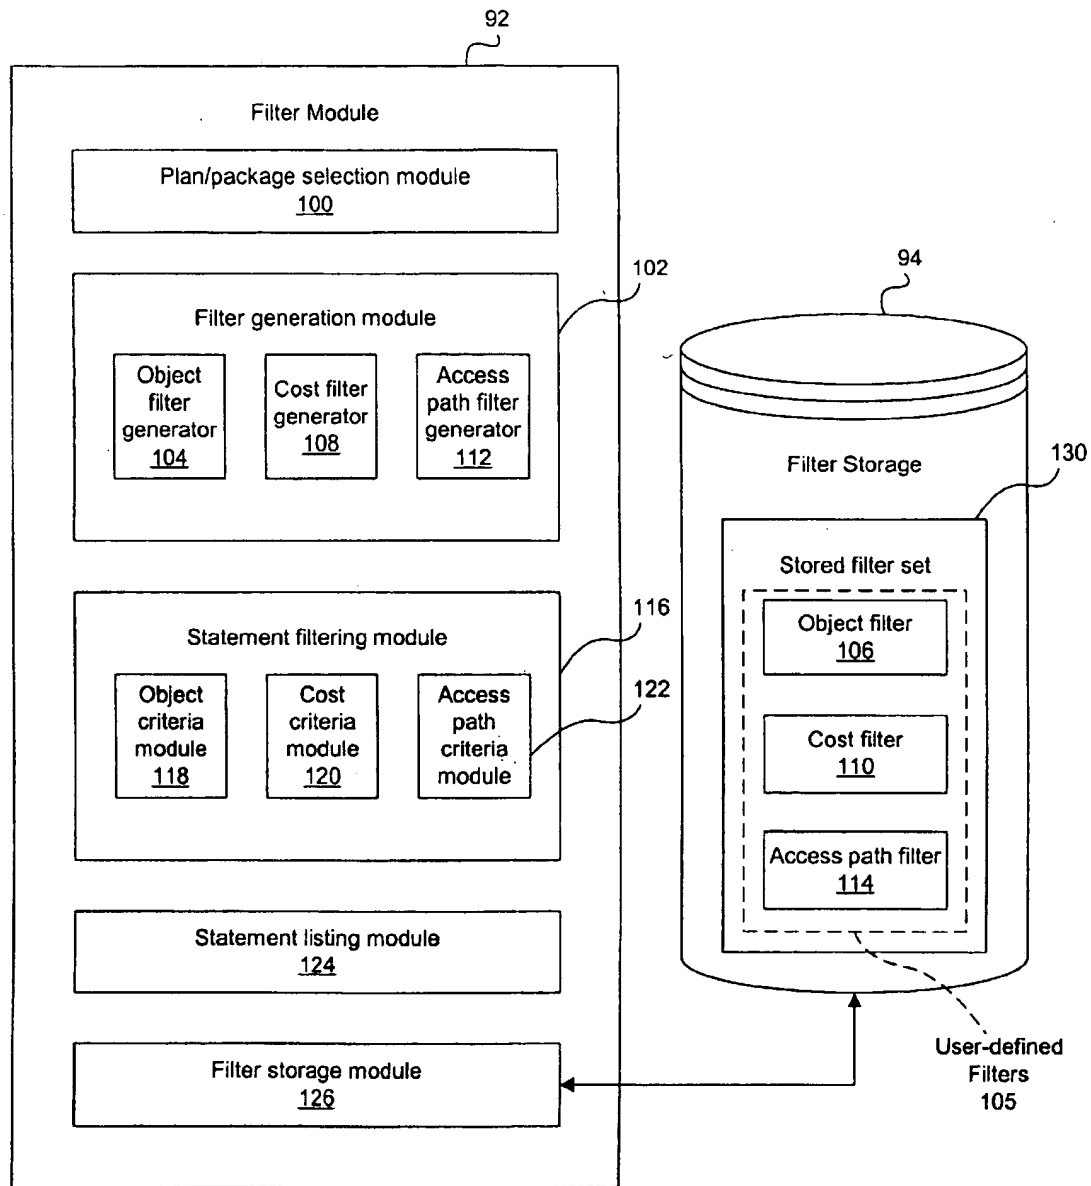 92
Filter Module
Plan/package selection module
100
102
Filter generation module
Object
filter
generator
104
Cost filter
generator
108
Access
path filter
generator
112
116
Statement filtering module
122
Object
criteria
module
118
Cost
criteria
module
120
Access
path
criteria
module
Statement listing module
124
Filter storage module
126
94
Filter Storage
130
Stored filter set
Object filter
106
Cost filter
110
Access path filter
114
User-defined
Filters
105